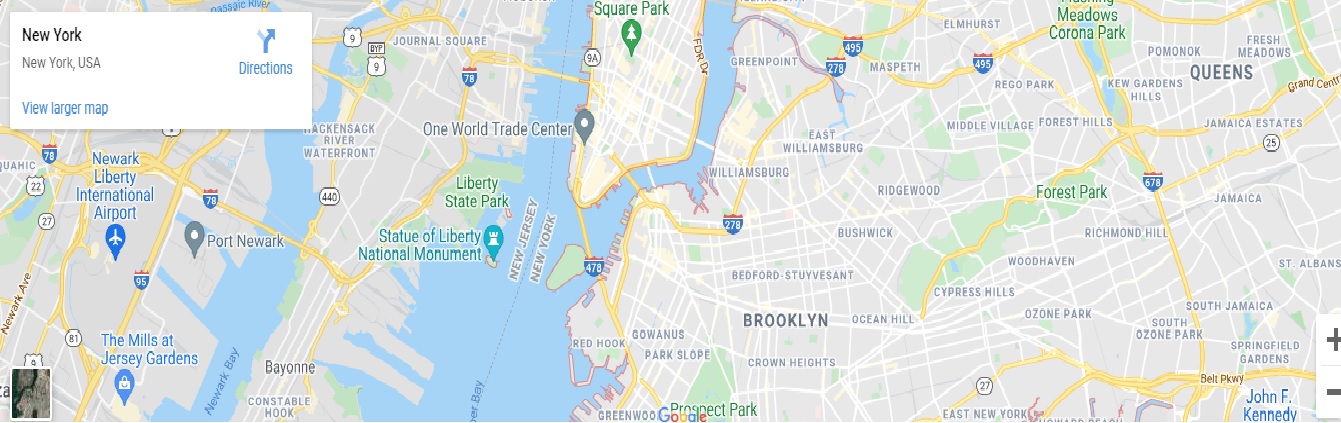 New York
New York, USA
Directions
View larger map
Passaic River
9
BYP
9
JOURNAL SQUARE
78
9A
Square Park
FDR Dr
GREENPOINT
495
278
MASPETH
ELMHURST
495
REGO PARK
Flushing
Meadows
Corona Park
POMONOK
FRESH
MEADOWS
QUEENS
KEW GARDENS
HILLS
Grand Centr
HACKENSACK
RIVER
WATERFRONT
One World Trade Center
EAST
WILLIAMSBURG
MIDDLE VILLAGE
FOREST HILLS
JAMAICA ESTATES
25
78
22
27
Newark
Liberty
International
Airport
78
440
Liberty
State Park
WILLIAMSBURG
RIDGEWOOD
Forest Park
678
JAMAICA
Port Newark
Statue of Liberty
National Monument
NEW JERSEY
NEW YORK
278
BUSHWICK
RICHMOND HILL
95
478
BEDFORD-STUYVESANT
WOODHAVEN
ST. ALBANS
CYPRESS HILLS
Newark Ave
81
9
The Mills at
Jersey Gardens
Newark Bay
Bayonne
CONSTABLE
HOOK
RED HOOK
GOWANUS
PARK SLOPE
BROOKLYN
OCEAN HILL
CROWN HEIGHTS
OZONE PARK
SOUTH
OZONE PARK
SOUTH JAMAICA
SPRINGFIELD
GARDENS
27
Belt Pkwy
GREENWOO
Google
Prospect Park
EAST NEW YORK
HOWARD BEACH
John F.
Kennedy